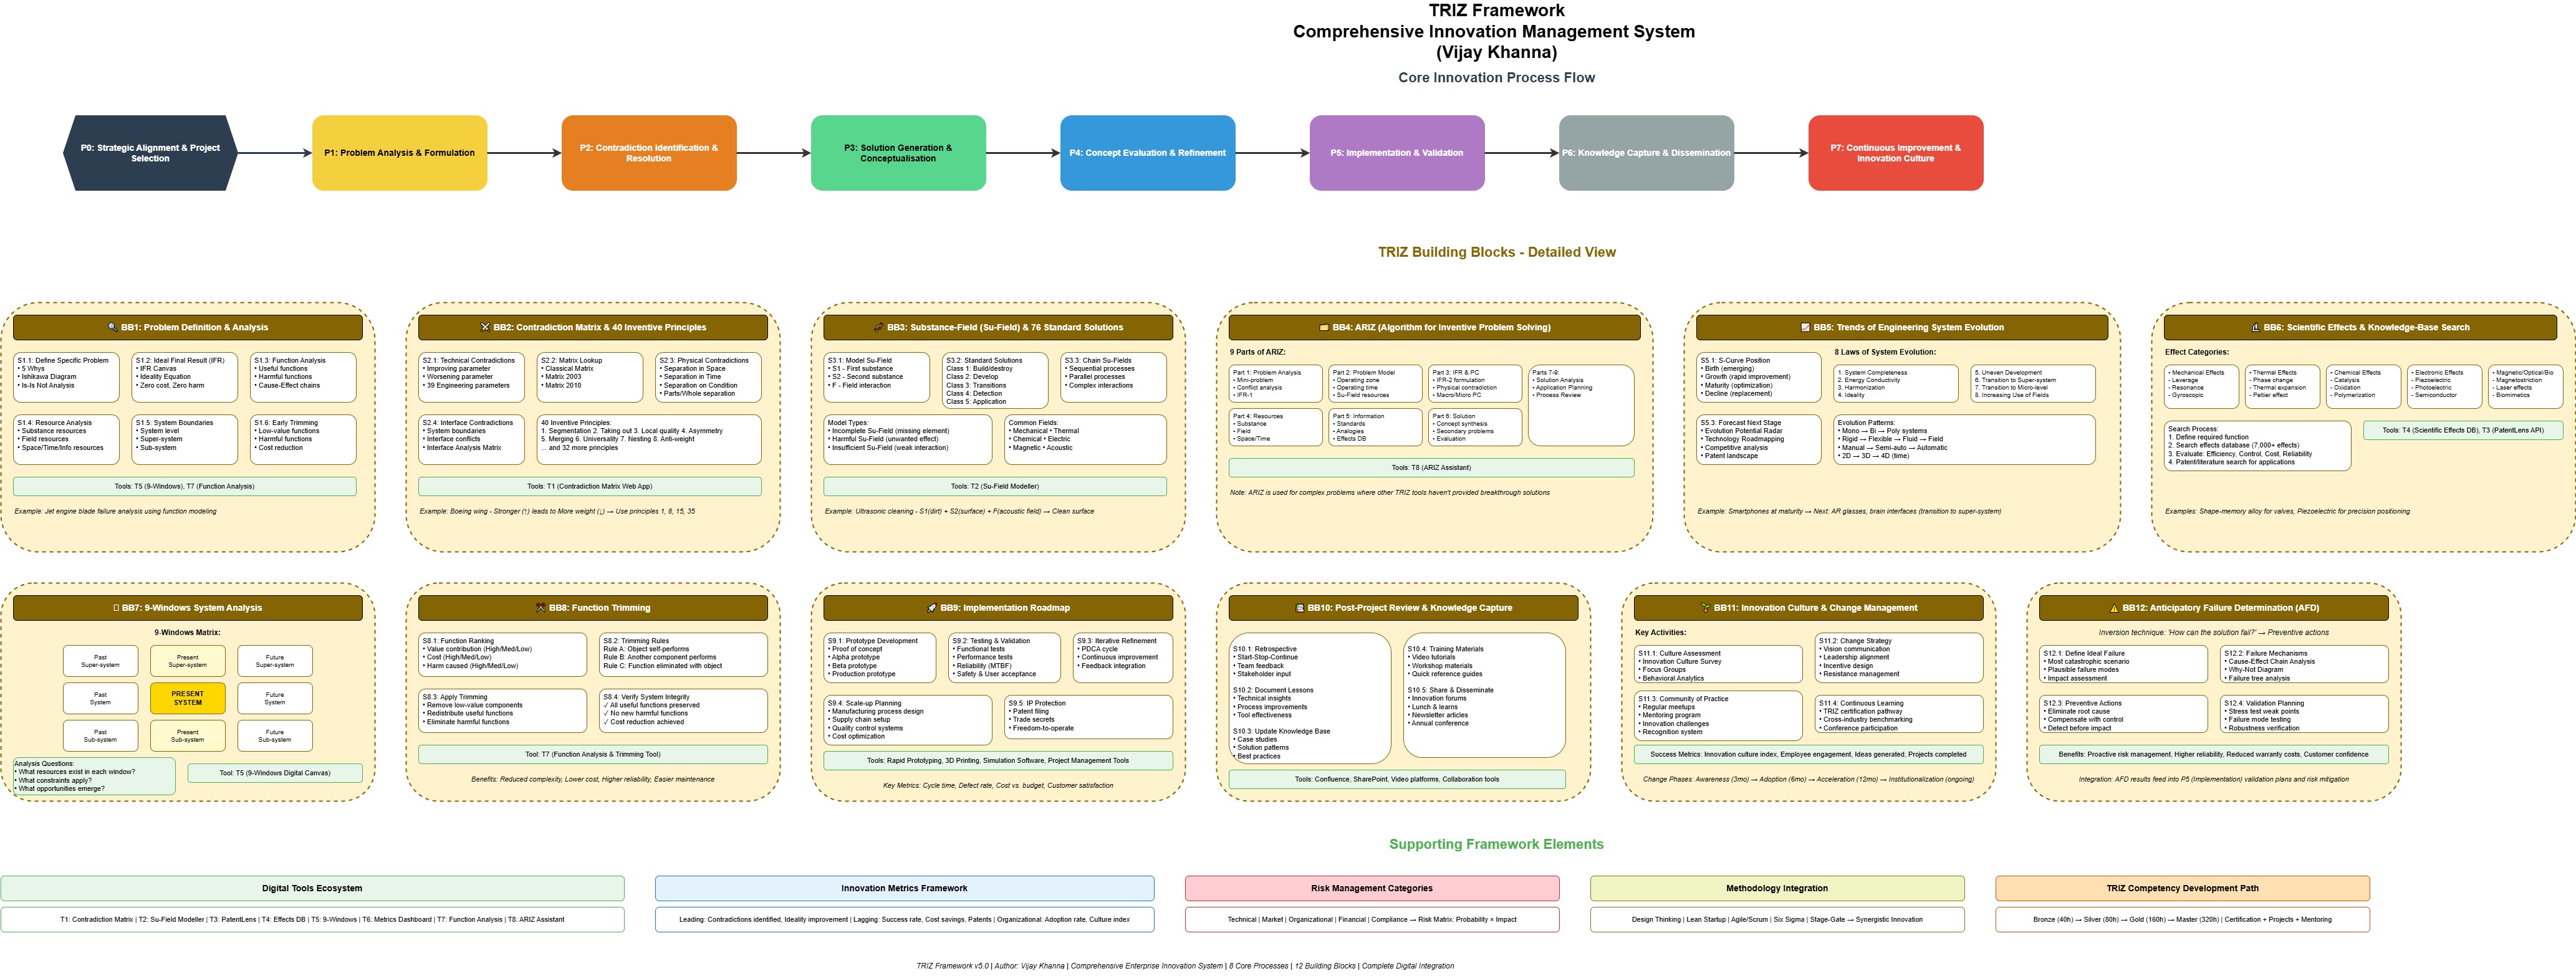 TRIZ Framework
Comprehensive Innovation Management System
(Vijay Khanna)
Core Innovation Process Flow
P0: Strategic Alignment & Project
Selection
P1: Problem Analysis & Formulation
P2: Contradiction Identification &
Resolution
P3: Solution Generation &
Conceptualisation
P4: Concept Evaluation & Refinement
P5: Implementation & Validation
P6: Knowledge Capture & Dissemination
P7: Continuous Improvement &
Innovation Culture
TRIZ Building Blocks - Detailed View
BB1: Problem Definition & Analysis
S1.1: Define Specific Problem
• 5 Whys
• Ishikawa Diagram
• Is-Is Not Analysis
S1.2: Ideal Final Result (IFR)
• IFR Canvas
• Ideality Equation
• Zero cost, Zero harm
S1.3: Function Analysis
• Useful functions
• Harmful functions
• Cause-Effect chains
S1.4: Resource Analysis
• Substance resources
• Field resources
• Space/Time/Info resources
S1.5: System Boundaries
• System level
• Super-system
• Sub-system
S1.6: Early Trimming
• Low-value functions
• Harmful functions
• Cost reduction
Tools: T5 (9-Windows), T7 (Function Analysis)
Example: Jet engine blade failure analysis using function modeling
BB2: Contradiction Matrix & 40 Inventive Principles
S2.1: Technical Contradictions
• Improving parameter
• Worsening parameter
• 39 Engineering parameters
S2.2: Matrix Lookup
• Classical Matrix
• Matrix 2003
• Matrix 2010
S2.3: Physical Contradictions
• Separation in Space
• Separation in Time
• Separation on Condition
• Parts/Whole separation
S2.4: Interface Contradictions
• System boundaries
• Interface conflicts
• Interface Analysis Matrix
40 Inventive Principles:
1. Segmentation 2. Taking out 3. Local quality 4. Asymmetry
5. Merging 6. Universality 7. Nesting 8. Anti-weight
... and 32 more principles
Tools: T1 (Contradiction Matrix Web App)
Example: Boeing wing - Stronger (↑) leads to More weight (↓) → Use principles 1, 8, 15, 35
BB3: Substance-Field (Su-Field) & 76 Standard Solutions
S3.1: Model Su-Field
• S1 - First substance
• S2 - Second substance
• F - Field interaction
S3.2: Standard Solutions
Class 1: Build/destroy
Class 2: Develop
Class 3: Transitions
Class 4: Detection
Class 5: Application
S3.3: Chain Su-Fields
• Sequential processes
• Parallel processes
• Complex interactions
Model Types:
• Incomplete Su-Field (missing element)
• Harmful Su-Field (unwanted effect)
• Insufficient Su-Field (weak interaction)
Common Fields:
• Mechanical • Thermal
• Chemical • Electric
• Magnetic • Acoustic
Tools: T2 (Su-Field Modeller)
Example: Ultrasonic cleaning - S1(dirt) + S2(surface) + F(acoustic field) → Clean surface
BB4: ARIZ (Algorithm for Inventive Problem Solving)
9 Parts of ARIZ:
Part 1: Problem Analysis
• Mini-problem
• Conflict analysis
• IFR-1
Part 2: Problem Model
• Operating zone
• Operating time
• Su-Field resources
Part 3: IFR & PC
• IFR-2 formulation
• Physical contradiction
• Macro/Micro PC
Parts 7-9:
• Solution Analysis
• Application Planning
• Process Review
Part 4: Resources
• Substance
• Field
• Space/Time
Part 5: Information
• Standards
• Analogies
• Effects DB
Part 6: Solution
• Concept synthesis
• Secondary problems
• Evaluation
Tools: T8 (ARIZ Assistant)
Note: ARIZ is used for complex problems where other TRIZ tools haven't provided breakthrough solutions
BB5: Trends of Engineering System Evolution
S5.1: S-Curve Position
• Birth (emerging)
• Growth (rapid improvement)
• Maturity (optimization)
• Decline (replacement)
8 Laws of System Evolution:
1. System Completeness
2. Energy Conductivity
3. Harmonization
4. Ideality
5. Uneven Development
6. Transition to Super-system
7. Transition to Micro-level
8. Increasing Use of Fields
S5.3: Forecast Next Stage
• Evolution Potential Radar
• Technology Roadmapping
• Competitive analysis
• Patent landscape
Evolution Patterns:
• Mono → Bi → Poly systems
• Rigid → Flexible → Fluid → Field
• Manual → Semi-auto → Automatic
• 2D → 3D → 4D (time)
Example: Smartphones at maturity → Next: AR glasses, brain interfaces (transition to super-system)
BB6: Scientific Effects & Knowledge-Base Search
Effect Categories:
• Mechanical Effects
- Leverage
- Resonance
- Gyroscopic
• Thermal Effects
- Phase change
- Thermal expansion
- Peltier effect
• Chemical Effects
- Catalysis
- Oxidation
- Polymerization
• Electronic Effects
- Piezoelectric
- Photoelectric
- Semiconductor
• Magnetic/Optical/Bio
- Magnetostriction
- Laser effects
- Biomimetics
Search Process:
1. Define required function
2. Search effects database (7,000+ effects)
3. Evaluate: Efficiency, Control, Cost, Reliability
4. Patent/literature search for applications
Tools: T4 (Scientific Effects DB), T3 (PatentLens API)
Examples: Shape-memory alloy for valves, Piezoelectric for precision positioning
BB7: 9-Windows System Analysis
9-Windows Matrix:
Past
Super-system
Present
Super-system
Future
Super-system
Past
System
PRESENT
SYSTEM
Future
System
Past
Sub-system
Present
Sub-system
Future
Sub-system
Analysis Questions:
• What resources exist in each window?
• What constraints apply?
• What opportunities emerge?
Tool: T5 (9-Windows Digital Canvas)
BB8: Function Trimming
S8.1: Function Ranking
• Value contribution (High/Med/Low)
• Cost (High/Med/Low)
• Harm caused (High/Med/Low)
S8.2: Trimming Rules
Rule A: Object self-performs
Rule B: Another component performs
Rule C: Function eliminated with object
S8.3: Apply Trimming
• Remove low-value components
• Redistribute useful functions
• Eliminate harmful functions
S8.4: Verify System Integrity
✓ All useful functions preserved
✓ No new harmful functions
✓ Cost reduction achieved
Tool: T7 (Function Analysis & Trimming Tool)
Benefits: Reduced complexity, Lower cost, Higher reliability, Easier maintenance
BB9: Implementation Roadmap
S9.1: Prototype Development
• Proof of concept
• Alpha prototype
• Beta prototype
• Production prototype
S9.2: Testing & Validation
• Functional tests
• Performance tests
• Reliability (MTBF)
• Safety & User acceptance
S9.3: Iterative Refinement
• PDCA cycle
• Continuous improvement
• Feedback integration
S9.4: Scale-up Planning
• Manufacturing process design
• Supply chain setup
• Quality control systems
• Cost optimization
S9.5: IP Protection
• Patent filing
• Trade secrets
• Freedom-to-operate
Tools: Rapid Prototyping, 3D Printing, Simulation Software, Project Management Tools
Key Metrics: Cycle time, Defect rate, Cost vs. budget, Customer satisfaction
BB10: Post-Project Review & Knowledge Capture
S10.1: Retrospective
• Start-Stop-Continue
• Team feedback
• Stakeholder input
S10.2: Document Lessons
• Technical insights
• Process improvements
• Tool effectiveness
S10.3: Update Knowledge Base
• Case studies
• Solution patterns
• Best practices
S10.4: Training Materials
• Video tutorials
• Workshop materials
• Quick reference guides
S10.5: Share & Disseminate
• Innovation forums
• Lunch & learns
• Newsletter articles
• Annual conference
Tools: Confluence, SharePoint, Video platforms, Collaboration tools
BB11: Innovation Culture & Change Management
Key Activities:
S11.1: Culture Assessment
• Innovation Culture Survey
• Focus Groups
• Behavioral Analytics
S11.2: Change Strategy
• Vision communication
• Leadership alignment
• Incentive design
• Resistance management
S11.3: Community of Practice
• Regular meetups
• Mentoring program
• Innovation challenges
• Recognition system
S11.4: Continuous Learning
• TRIZ certification pathway
• Cross-industry benchmarking
• Conference participation
Success Metrics: Innovation culture index, Employee engagement, Ideas generated, Projects completed
Change Phases: Awareness (3mo) → Adoption (6mo) → Acceleration (12mo) → Institutionalization (ongoing)
BB12: Anticipatory Failure Determination (AFD)
Inversion technique: 'How can the solution fail?' → Preventive actions
S12.1: Define Ideal Failure
• Most catastrophic scenario
• Plausible failure modes
• Impact assessment
S12.2: Failure Mechanisms
• Cause-Effect Chain Analysis
• Why-Not Diagram
• Failure tree analysis
S12.3: Preventive Actions
• Eliminate root cause
• Compensate with control
• Detect before impact
S12.4: Validation Planning
• Stress test weak points
• Failure mode testing
• Robustness verification
Benefits: Proactive risk management, Higher reliability, Reduced warranty costs, Customer confidence
Integration: AFD results feed into P5 (Implementation) validation plans and risk mitigation
Supporting Framework Elements
Digital Tools Ecosystem
T1: Contradiction Matrix | T2: Su-Field Modeller | T3: PatentLens | T4: Effects DB | T5: 9-Windows | T6: Metrics Dashboard | T7: Function Analysis | T8: ARIZ Assistant
Innovation Metrics Framework
Leading: Contradictions identified, Ideality improvement | Lagging: Success rate, Cost savings, Patents | Organizational: Adoption rate, Culture index
Risk Management Categories
Technical | Market | Organizational | Financial | Compliance → Risk Matrix: Probability × Impact
Methodology Integration
Design Thinking | Lean Startup | Agile/Scrum | Six Sigma | Stage-Gate → Synergistic Innovation
TRIZ Competency Development Path
Bronze (40h) → Silver (80h) → Gold (160h) → Master (320h) | Certification + Projects + Mentoring
TRIZ Framework v5.0 | Author: Vijay Khanna | Comprehensive Enterprise Innovation System | 8 Core Processes | 12 Building Blocks | Complete Digital Integration